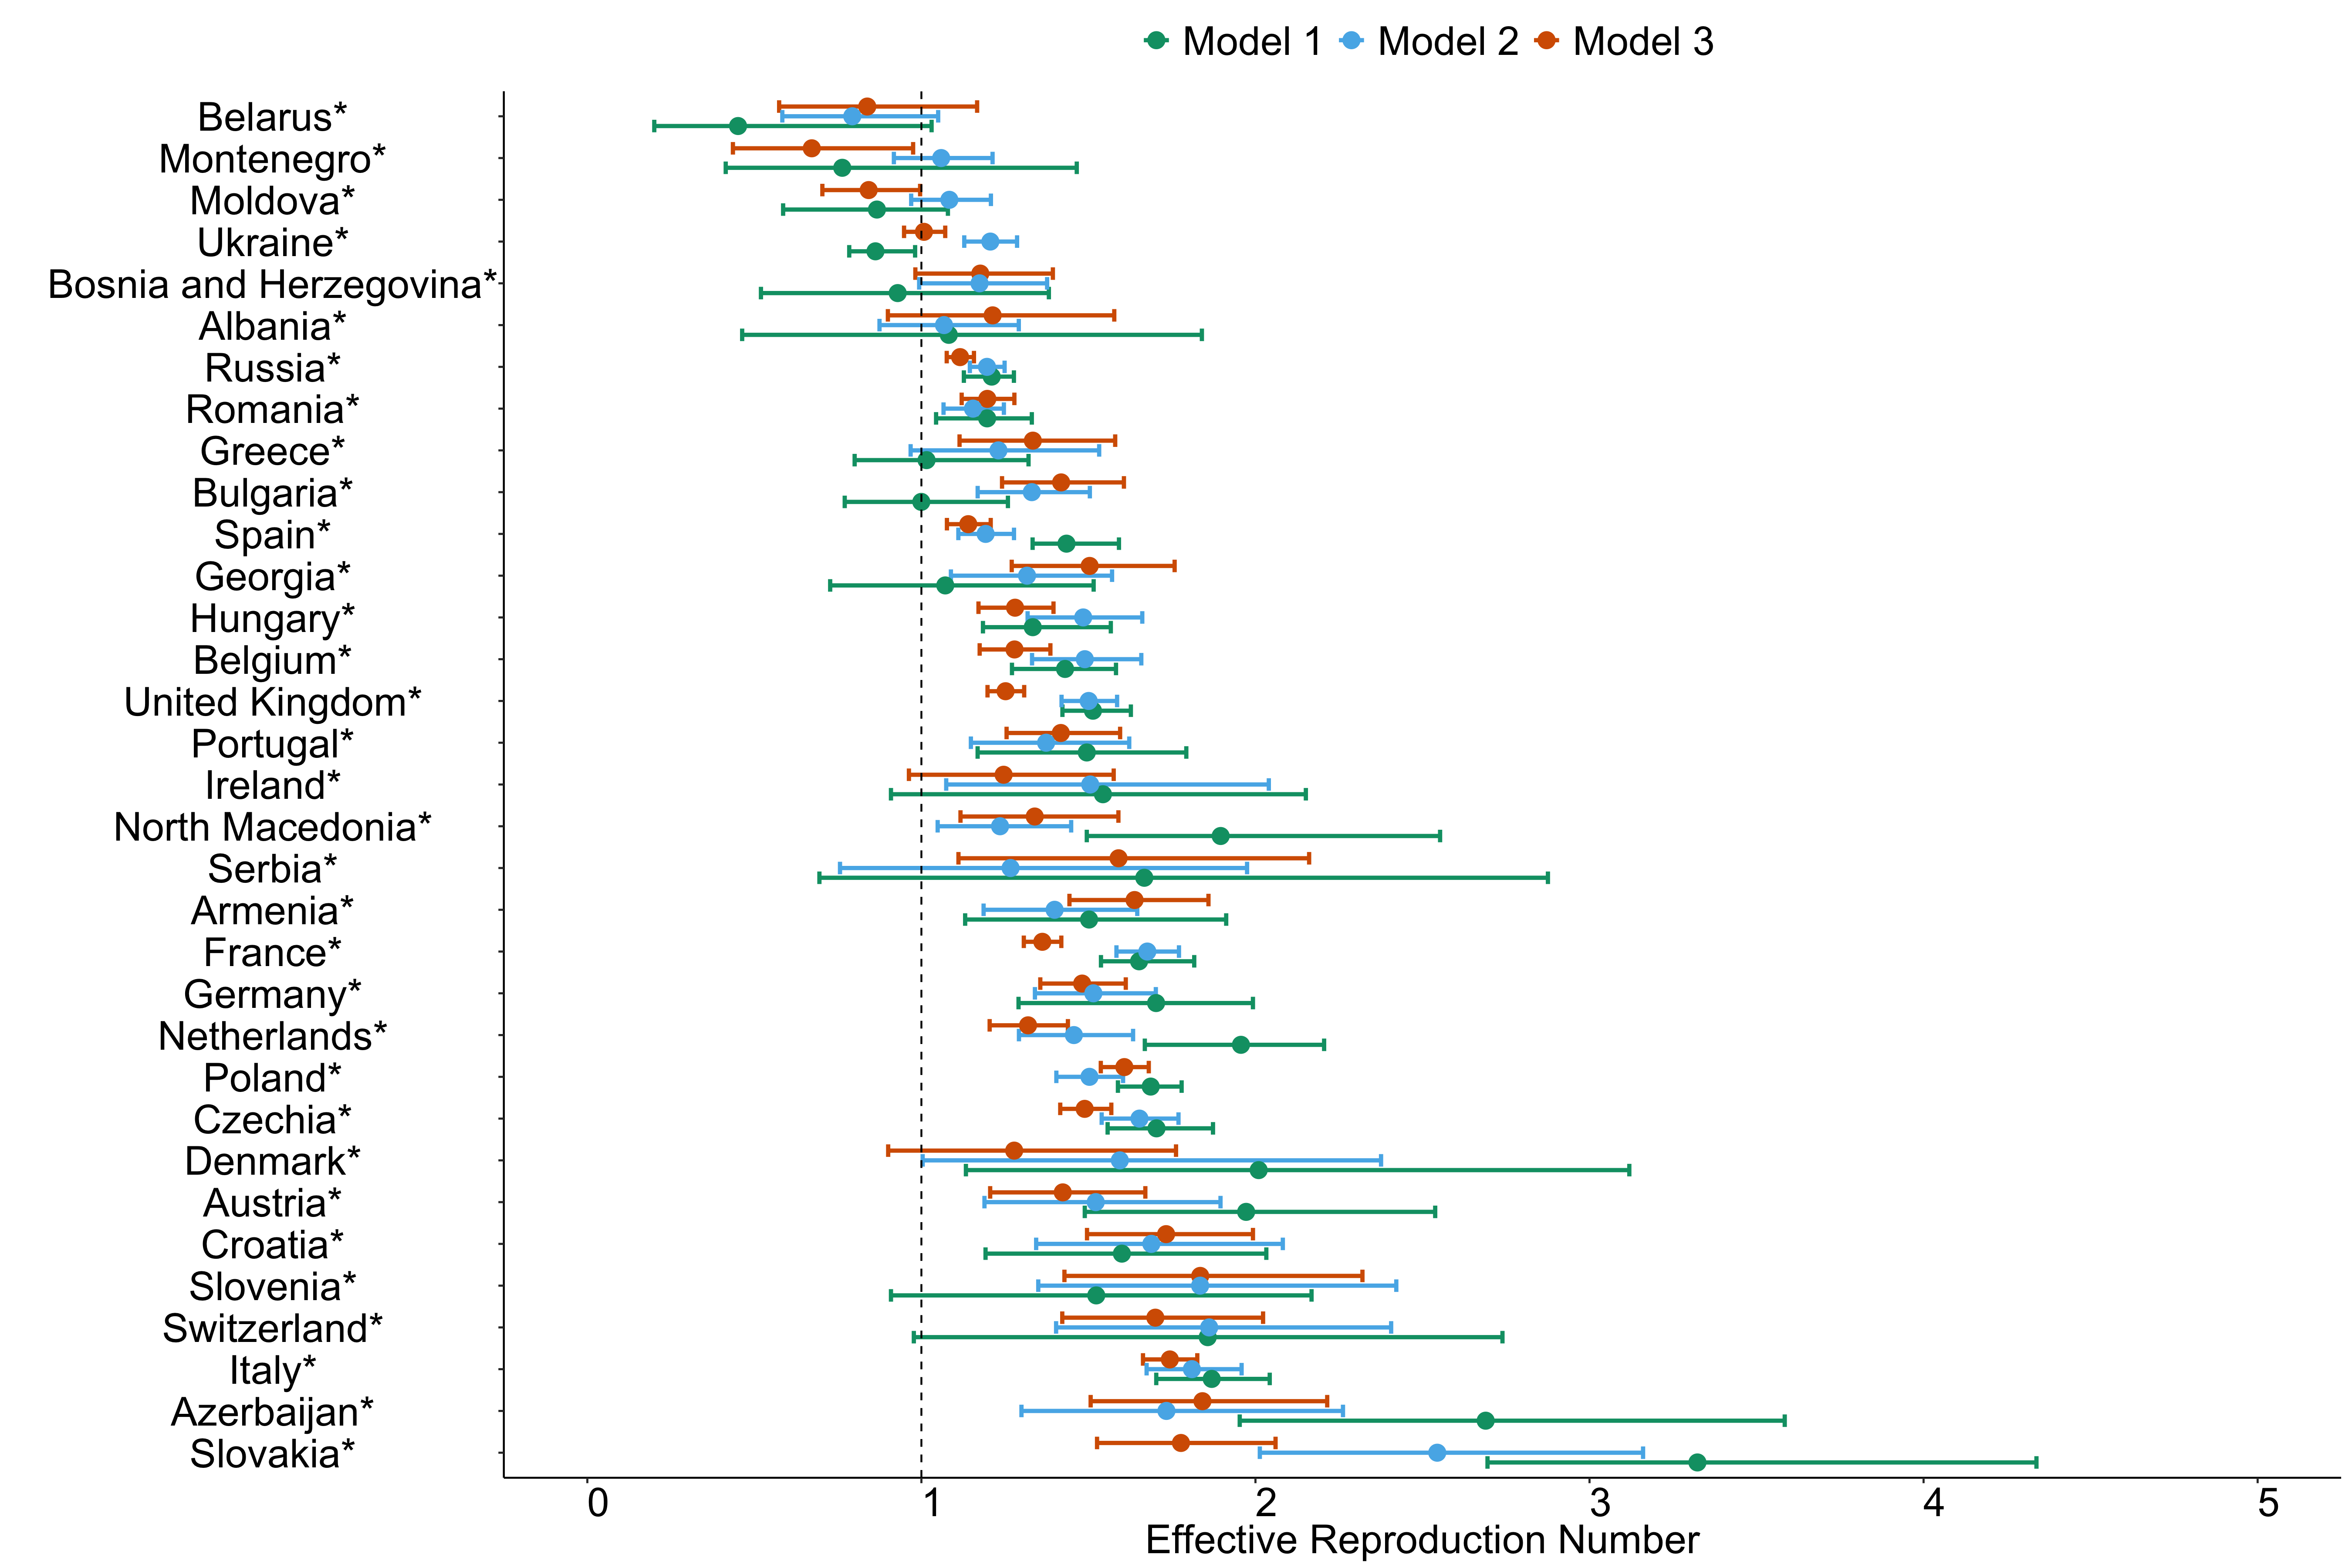 Model 1 Model 2 Model 3
Belarus*
Montenegro*
Moldova*
Ukraine*
Bosnia and Herzegovina*
Albania*
Russia*
Romania*
Greece*
Bulgaria*
Spain*
Georgia*
Hungary*
Belgium*
United Kingdom*
Portugal*
Ireland*
North Macedonia*
Serbia*
Armenia*
France*
Germany*
Netherlands*
Poland*
Czechia*
Denmark*
Austria*
Croatia*
Slovenia*
Switzerland*
Italy*
Azerbaijan*
Slovakia*
0 1 2 3 4 5
Effective Reproduction Number